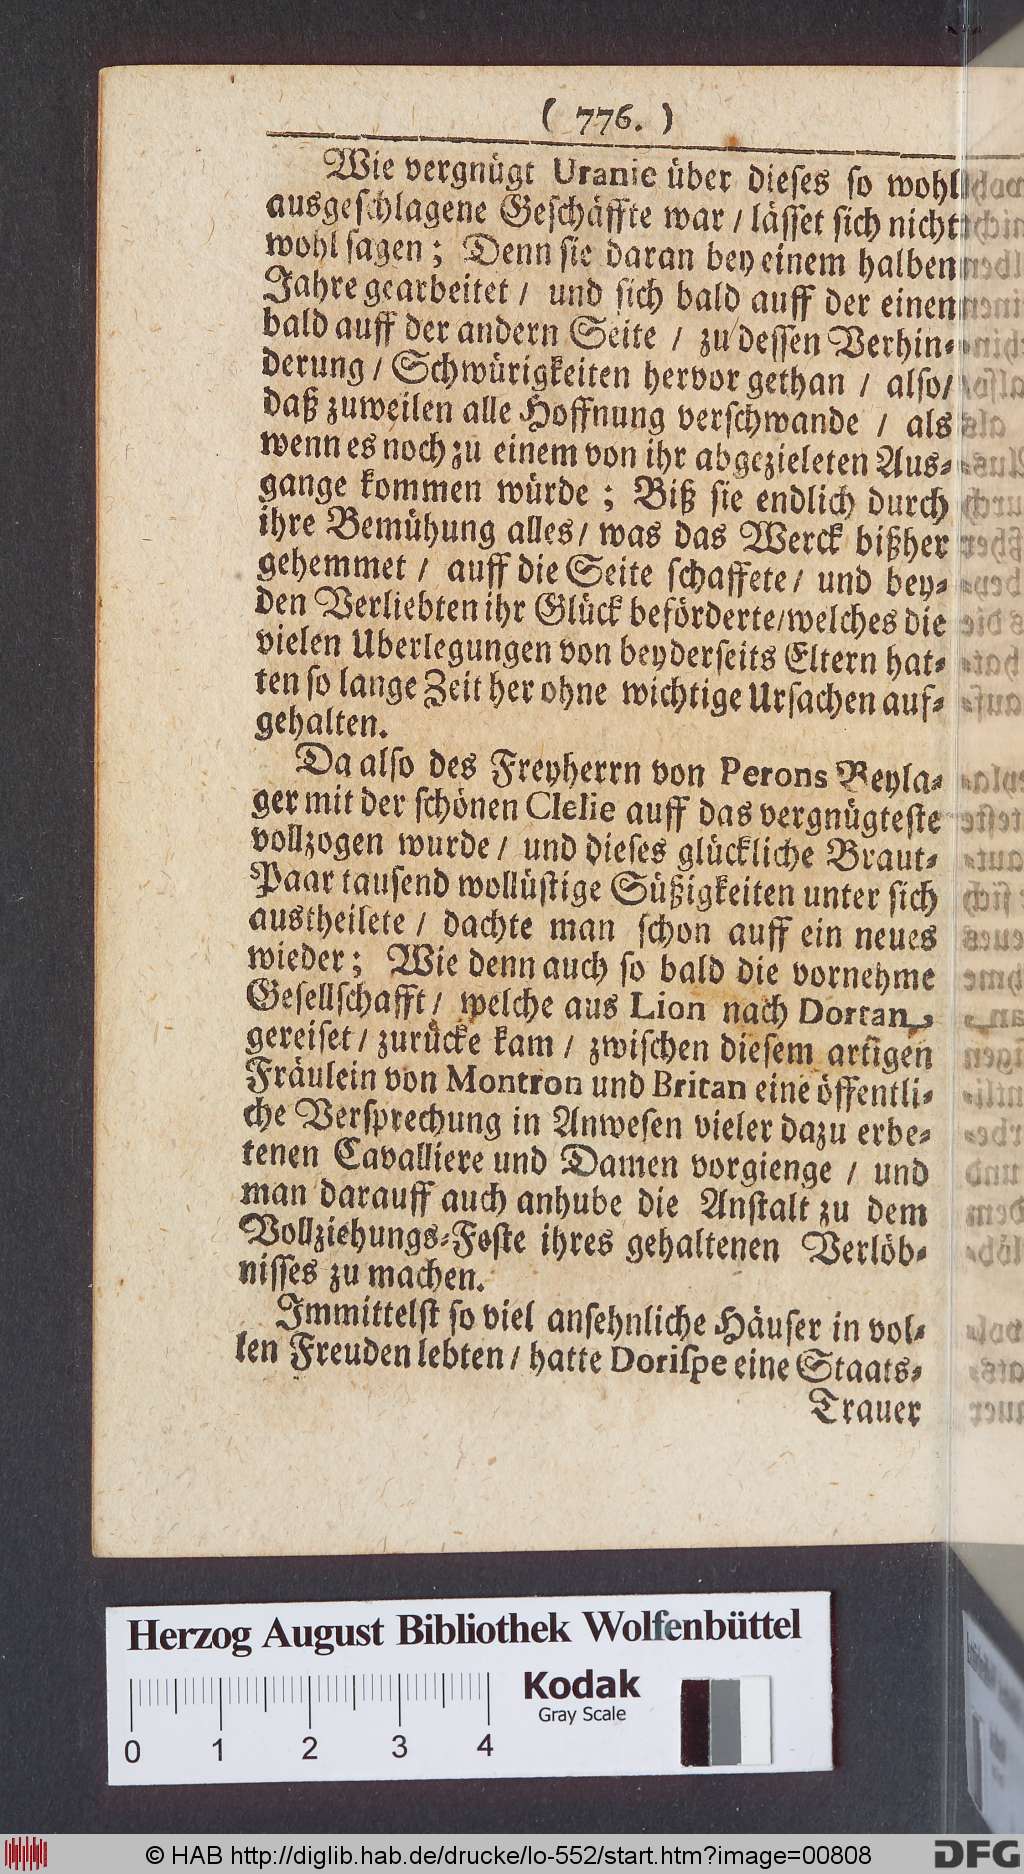 ( 776. )
Wie vergnügt Uranie über dieses so wohl
ausgeschlagene Geschäffte war / lässet sich nicht
wohl sagen ; Denn sie daran bey einem halben
Jahre gearbeitet / und sich bald auff der einen
bald auff der andern Seite / zu dessen Verhin-
derung / Schwürigkeiten hervor gethan / also /
daß zuweilen alle Hoffnung verschwande / als
wenn es noch zu einem von ihr abgezieleten Aus-
gange kommen würde ; Biß sie endlich durch
ihre Bemühung alles / was das Werck bißher
gehemmet / auff die Seite schaffete / und bey-
den Verliebten ihr Glück beförderte / welches die
vielen Uberlegungen von beyderseits Eltern hat-
ten so lange Zeit her ohne wichtige Ursachen auf-
gehalten.
Da also des Freyherrn von Perons Beyla-
ger mit der schönen Clelie auff das vergnügteste
vollzogen wurde / und dieses glückliche Braut-
Paar tausend wollüstige Süßigkeiten unter sich
austheilete / dachte man schon auff ein neues
wieder ; Wie denn auch so bald die vornehme
Gesellschafft / welche aus Lion nach Dortan
gereiset / zurücke kam / zwischen diesem artigen
Fräulein von Montron und Britan eine öffentli-
che Versprechung in Anwesen vieler dazu erbe-
tenen Cavalliere und Damen vorgienge / und
man darauff auch anhube die Anstalt zu dem
Vollziehungs-Feste ihres gehaltenen Verlöb-
nisses zu machen.
Immittelst so viel ansehnliche Häuser in vol-
len Freuden lebten / hatte Dorispe eine Staats-
Trauer
Herzog August Bibliothek Wolfenbüttel
Kodak
Gray Scale
0 1 2 3 4
© HAB http://diglib.hab.de/drucke/lo-552/start.htm?image=00808
DFG